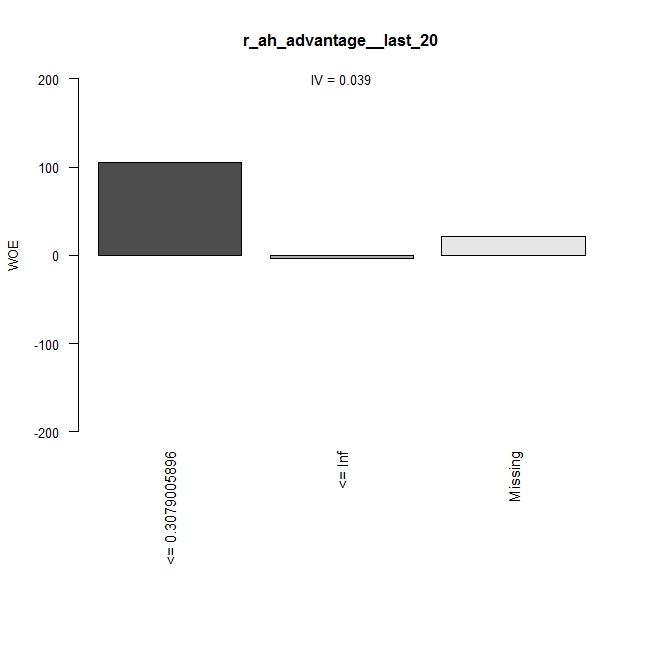 r_ah_advantage__last_20
IV = 0.039
200
100
0
-100
-200
WOE
<= 0.3079005896
<= Inf
Missing